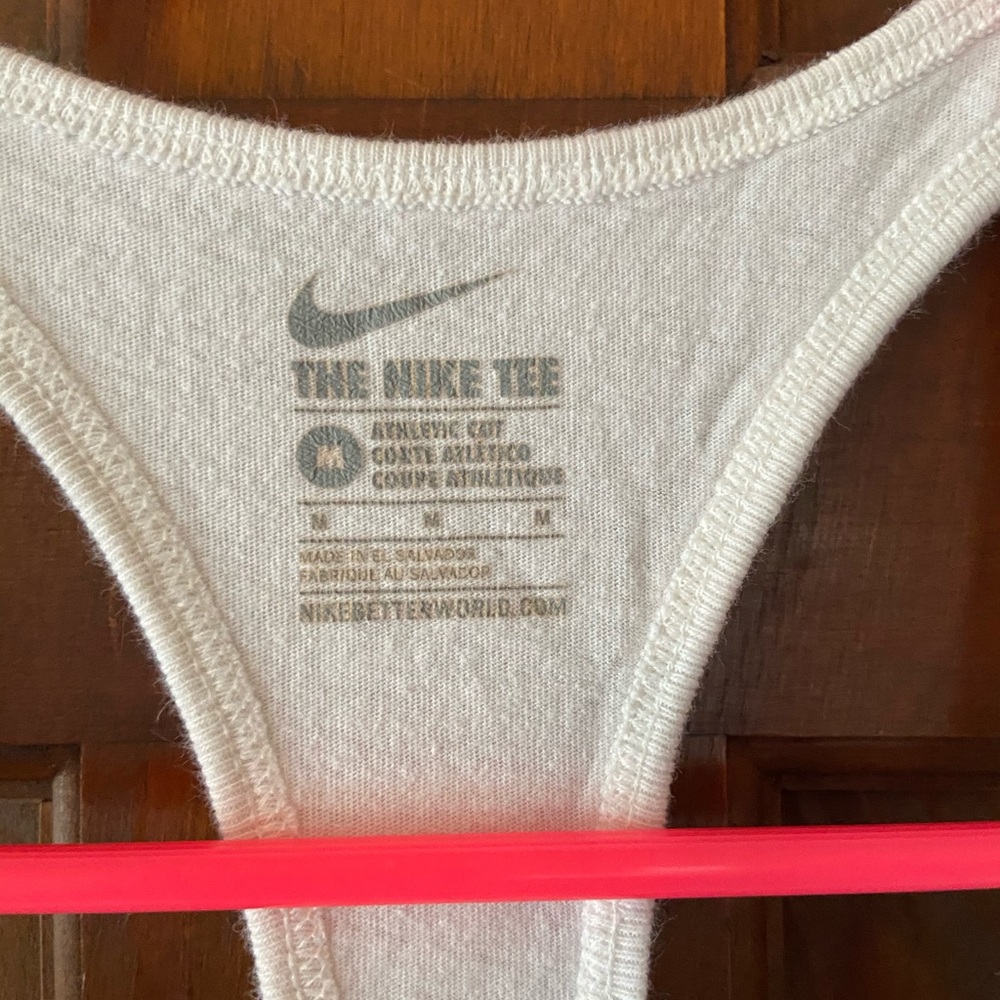 THE NIKE TEE
M
ATHLETIC CUT
CORTE ATLÉTICO
COUPE ATHLÉTIQUE
M M M
MADE IN EL SALVADOR
FABRIQUÉ AU SALVADOR
NIKEBETTERWORLD.COM